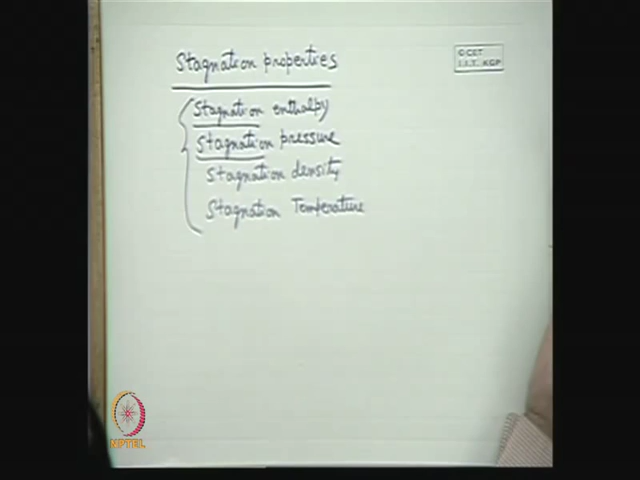 Stagnation properties
© CET
I.I.T. KGP
Stagnation enthalpy
Stagnation pressure
Stagnation density
Stagnation Temperature
NPTEL